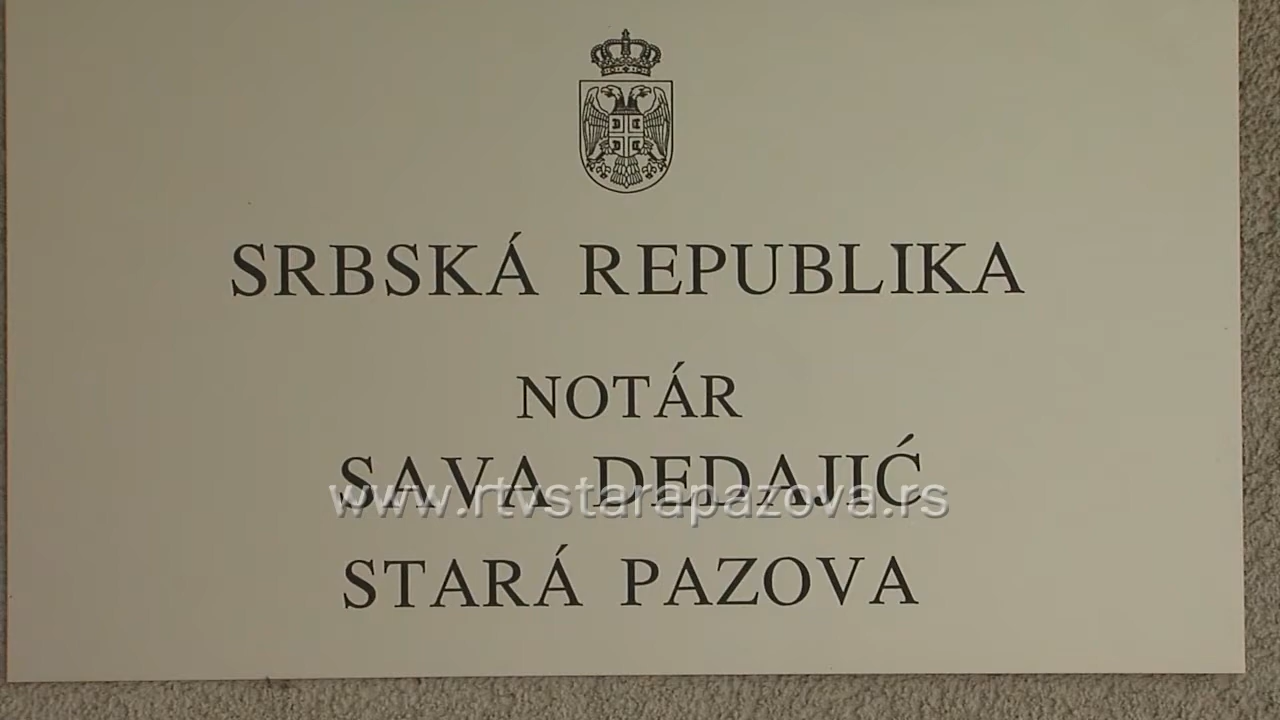 SRBSKÁ REPUBLIKA
NOTÁR
SAVA DEDAJIĆ
www.rtvstarapazova.rs
STARÁ PAZOVA